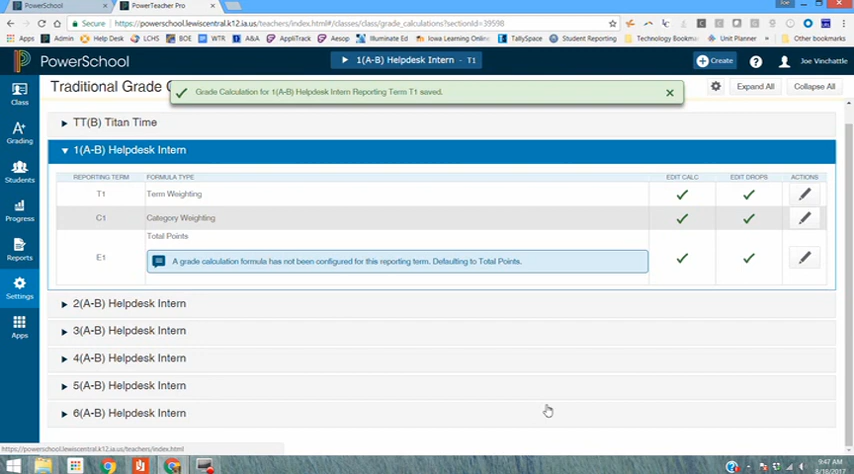 PowerSchool
PowerTeacher Pro
Joe
Secure
https://powerschool.lewiscentral.k12.ia.us/teachers/index.html#/classes/class/grade_calculations?sectionId=39598
Apps Admin Help Desk LCHS BOE WTR A&A AppliTrack Aesop Illuminate Ed Iowa Learning Online TallySpace Student Reporting Technology Bookmark Unit Planner » Other bookmarks
PowerSchool
1(A-B) Helpdesk Intern - T1
Create
Joe Vinchattle
Traditional Grade C
Grade Calculation for 1(A-B) Helpdesk Intern Reporting Term T1 saved.
Expand All
Collapse All
Class
Grading
Students
Progress
Reports
Settings
Apps
TT(B) Titan Time
1(A-B) Helpdesk Intern
REPORTING TERM FORMULA TYPE EDIT CALC EDIT DROPS ACTIONS
T1 Term Weighting
C1 Category Weighting
Total Points
E1 A grade calculation formula has not been configured for this reporting term. Defaulting to Total Points.
2(A-B) Helpdesk Intern
3(A-B) Helpdesk Intern
4(A-B) Helpdesk Intern
5(A-B) Helpdesk Intern
6(A-B) Helpdesk Intern
https://powerschool.lewiscentral.k12.ia.us/teachers/index.html
9:47 AM
8/16/2017